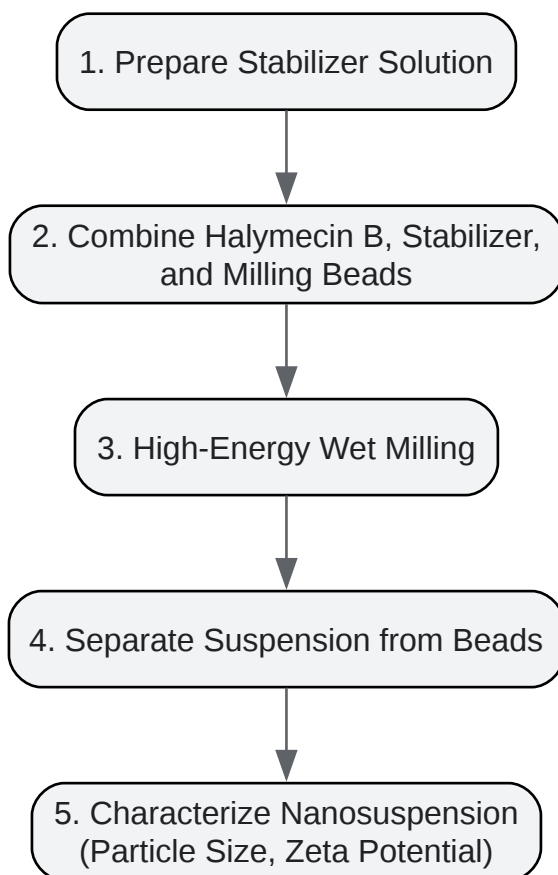 1. Prepare Stabilizer Solution
2. Combine Halymecin B, Stabilizer,
and Milling Beads
3. High-Energy Wet Milling
4. Separate Suspension from Beads
5. Characterize Nanosuspension
(Particle Size, Zeta Potential)